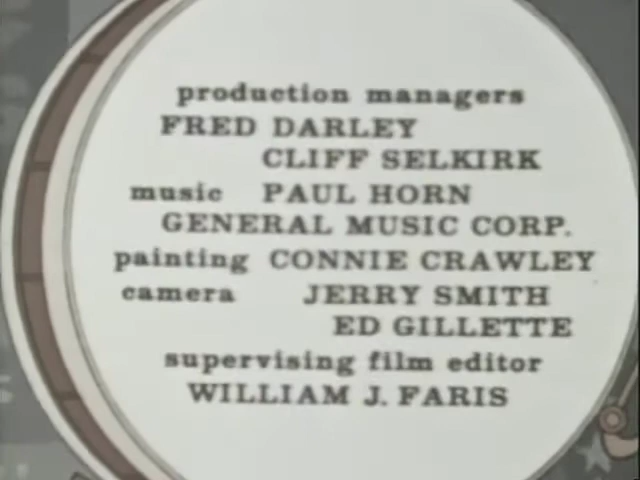 production managers
FRED DARLEY
CLIFF SELKIRK
music PAUL HORN
GENERAL MUSIC CORP.
painting CONNIE CRAWLEY
camera JERRY SMITH
ED GILLETTE
supervising film editor
WILLIAM J. FARIS